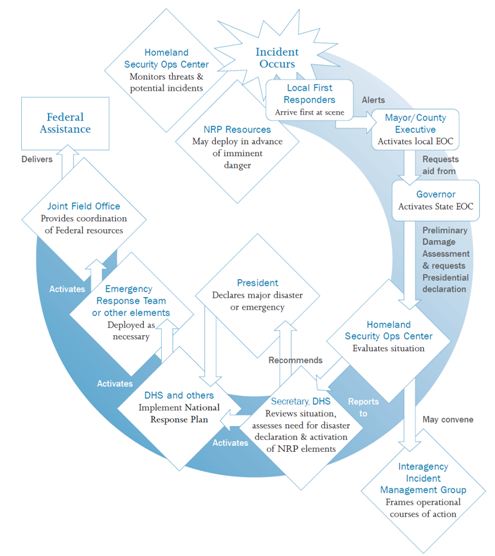 Homeland
Security Ops Center
Monitors threats &
potential incidents
Incident
Occurs
Local First
Responders
Arrive first at scene
Alerts
Mayor/County
Executive
Activates local EOC
Federal
Assistance
NRP Resources
May deploy in advance
of imminent
danger
Delivers
Requests
aid from
Governor
Activates State EOC
Joint Field Office
Provides coordination
of Federal resources
Preliminary
Damage
Assessment
& requests
Presidential
declaration
Activates
Emergency
Response Team
or other elements
Deployed as
necessary
President
Declares major disaster
or emergency
Homeland
Security Ops Center
Evaluates situation
Recommends
Activates
DHS and others
Implement National
Response Plan
Secretary, DHS
Reviews situation,
assesses need for disaster
declaration & activation
of NRP elements
Reports
to
Activates
May convene
Interagency
Incident
Management Group
Frames operational
courses of action